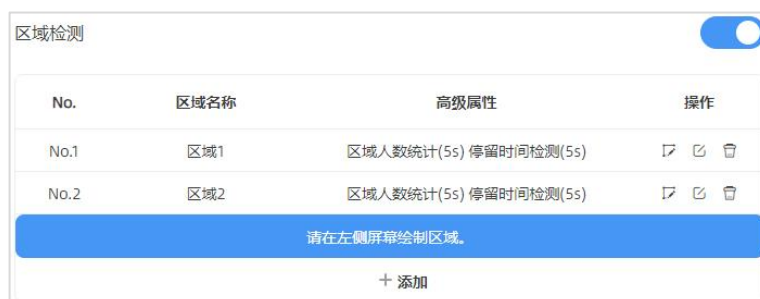 区域检测
No. 区域名称 高级属性 操作
No.1 区域1 区域人数统计(5s) 停留时间检测(5s)
No.2 区域2 区域人数统计(5s) 停留时间检测(5s)
请在左侧屏幕绘制区域。
+ 添加